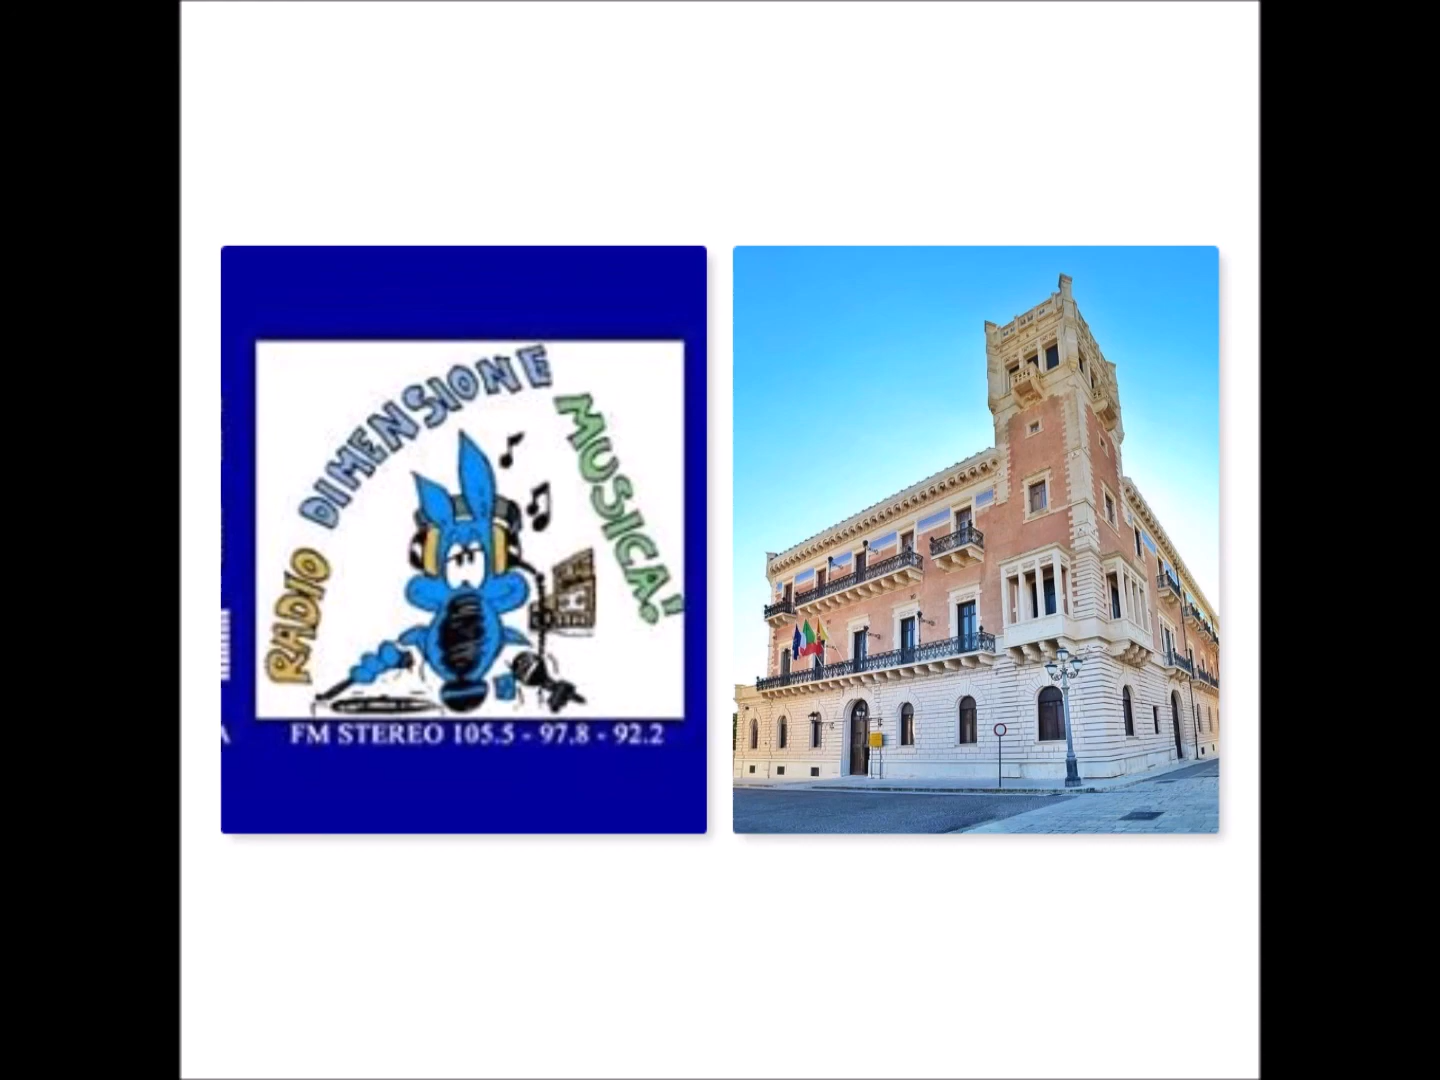 RADIO DIMENSIONE MUSICA!
FM STEREO 105.5 - 97.8 - 92.2